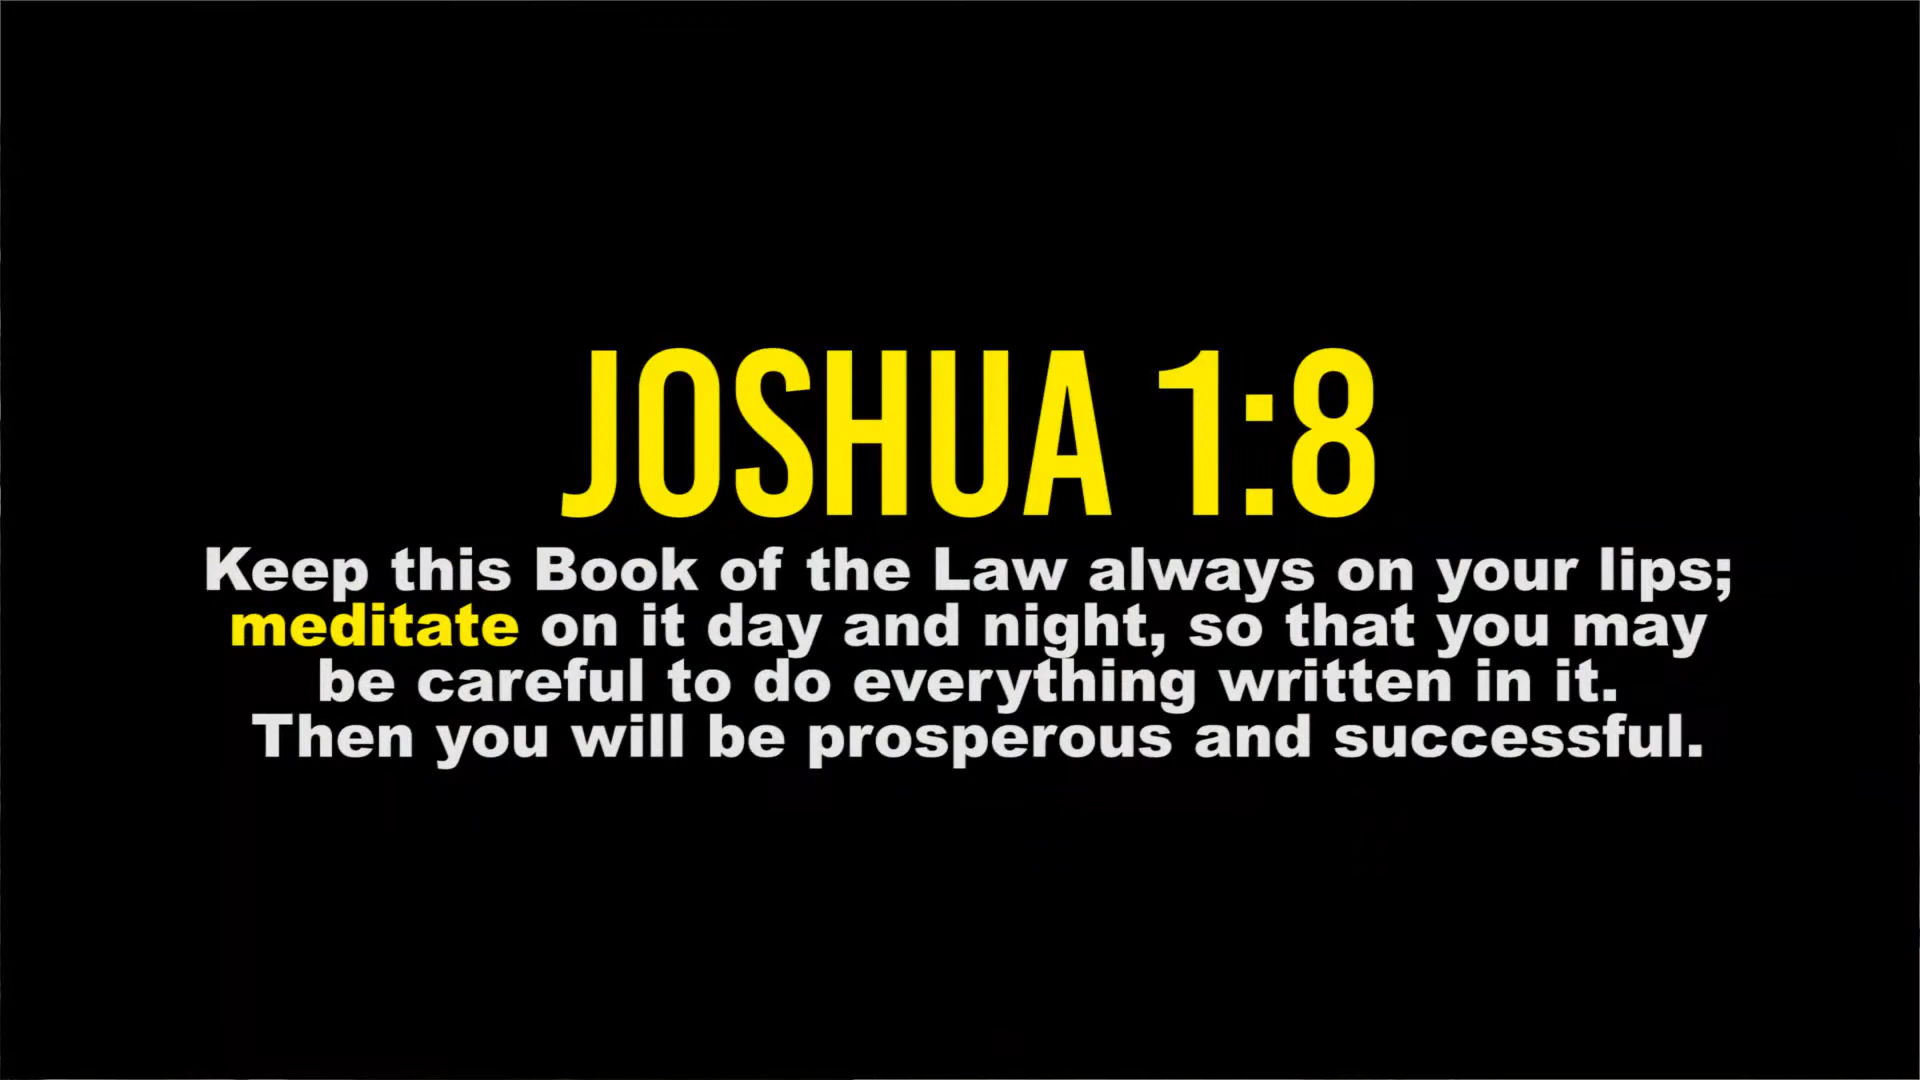 JOSHUA 1:8
Keep this Book of the Law always on your lips;
meditate on it day and night, so that you may
be careful to do everything written in it.
Then you will be prosperous and successful.